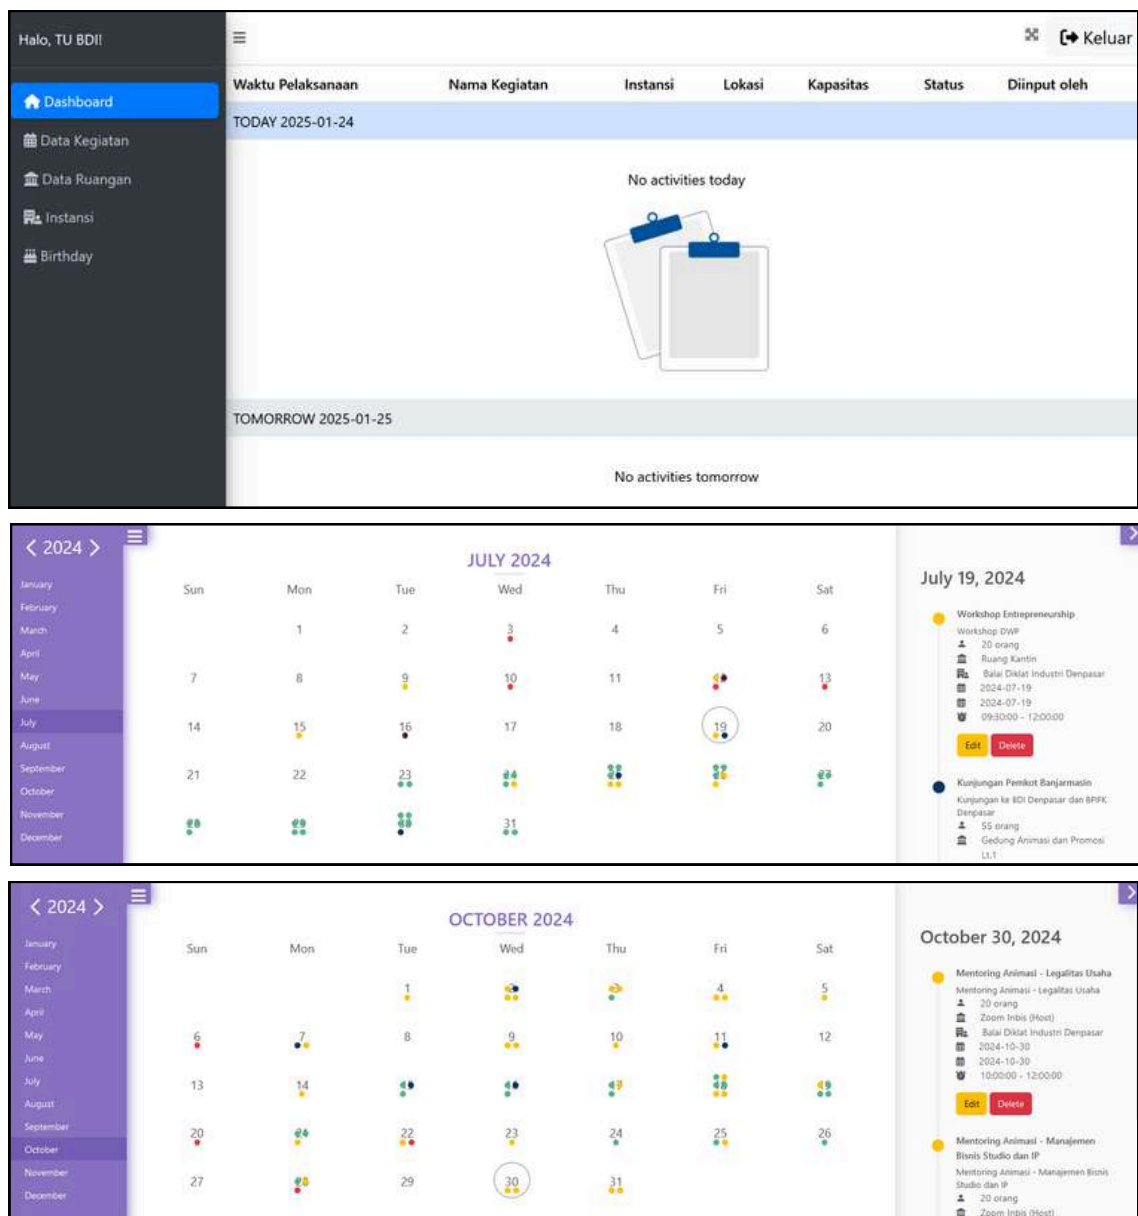 Halo, TU BDI!
Keluar
Dashboard
Data Kegiatan
Data Ruangan
Instansi
Birthday
Waktu Pelaksanaan Nama Kegiatan Instansi Lokasi Kapasitas Status Diinput oleh
TODAY 2025-01-24
No activities today
TOMORROW 2025-01-25
No activities tomorrow
2024
January
February
March
April
May
June
July
August
September
October
November
December
JULY 2024
Sun Mon Tue Wed Thu Fri Sat
1 2 3 4 5 6
7 8 9 10 11 13
14 15 16 17 18 19 20
21 22 23 24 27
31
July 19, 2024
Workshop Entrepreneurship
Workshop DWP
20 orang
Ruang Kantin
Balai Diklat Industri Denpasar
2024-07-19
2024-07-19
09:30:00 - 12:00:00
Edit Delete
Kunjungan Pemkot Banjarmasin
Kunjungan ke BDI Denpasar dan BPIFK
Denpasar
55 orang
Gedung Animasi dan Promosi
Lt.1
2024
January
February
March
April
May
June
July
August
September
October
November
December
OCTOBER 2024
Sun Mon Tue Wed Thu Fri Sat
1 4 5
6 7 8 9 10 11 12
13 14
20 22 23 24 25 26
27 29 30 31
October 30, 2024
Mentoring Animasi - Legalitas Usaha
Mentoring Animasi - Legalitas Usaha
20 orang
Zoom Inbis (Host)
Balai Diklat Industri Denpasar
2024-10-30
2024-10-30
10:00:00 - 12:00:00
Edit Delete
Mentoring Animasi - Manajemen
Bisnis Studio dan IP
Mentoring Animasi - Manajemen Bisnis
Studio dan IP
20 orang
Zoom Inbis (Host)